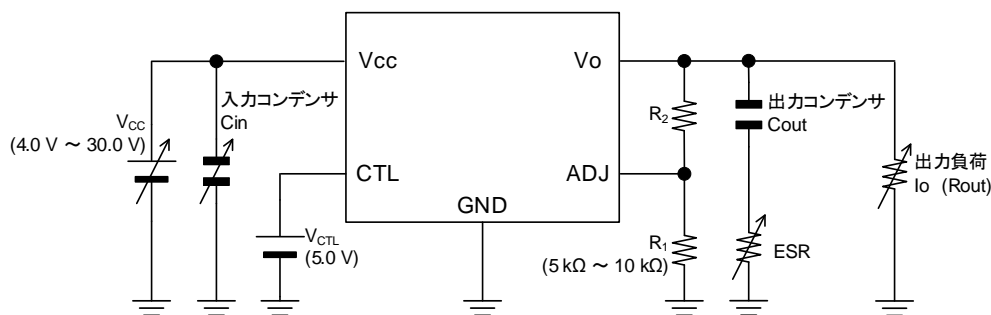 Vcc
Vo
CTL
ADJ
GND
VCC
(4.0 V ～ 30.0 V)
入力コンデンサ
Cin
VCTL
(5.0 V)
R2
R1
(5 kΩ ～ 10 kΩ)
出力コンデンサ
Cout
ESR
出力負荷
Io (Rout)